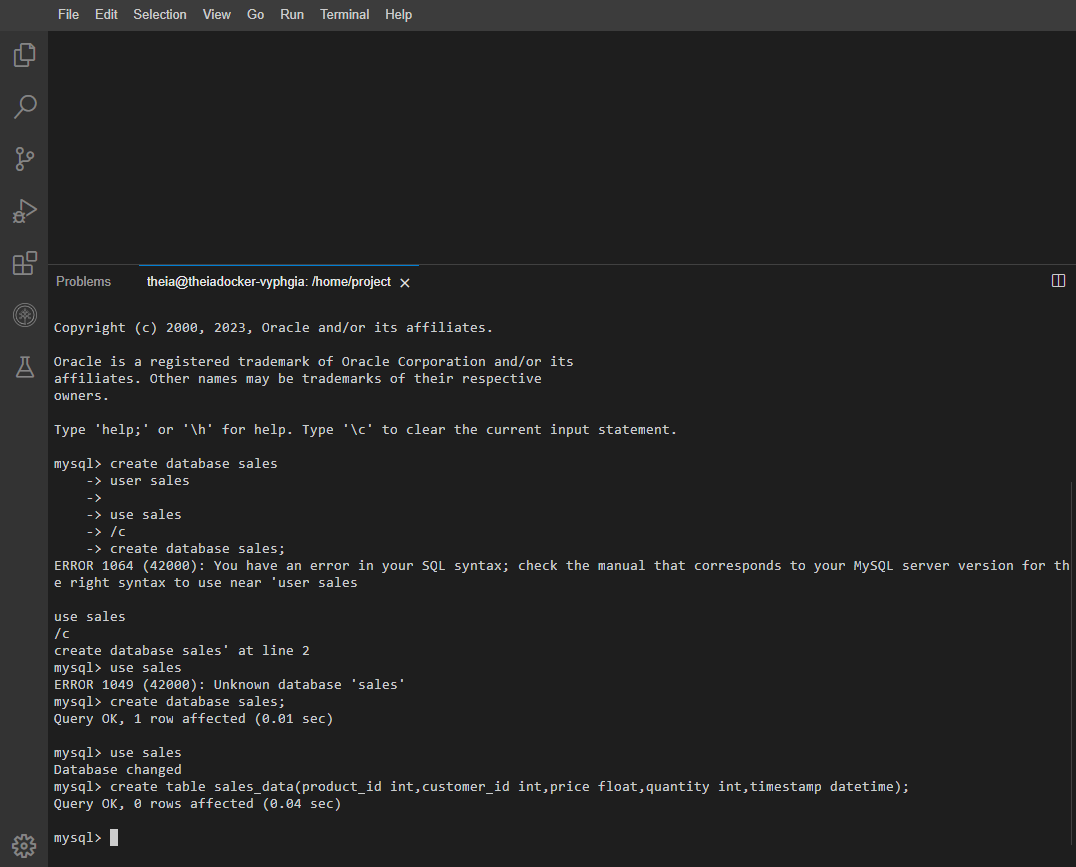 File Edit Selection View Go Run Terminal Help
Problems theia@theiadocker-vyphgia: /home/project
Copyright (c) 2000, 2023, Oracle and/or its affiliates.
Oracle is a registered trademark of Oracle Corporation and/or its
affiliates. Other names may be trademarks of their respective
owners.
Type 'help;' or '\h' for help. Type '\c' to clear the current input statement.
mysql> create database sales
-> user sales
->
-> use sales
-> /c
-> create database sales;
ERROR 1064 (42000): You have an error in your SQL syntax; check the manual that corresponds to your MySQL server version for th
e right syntax to use near 'user sales
use sales
/c
create database sales' at line 2
mysql> use sales
ERROR 1049 (42000): Unknown database 'sales'
mysql> create database sales;
Query OK, 1 row affected (0.01 sec)
mysql> use sales
Database changed
mysql> create table sales_data(product_id int,customer_id int,price float,quantity int,timestamp datetime);
Query OK, 0 rows affected (0.04 sec)
mysql>